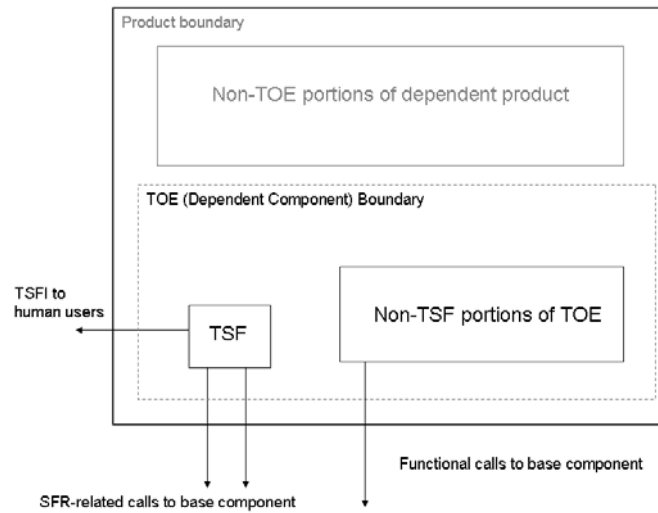 Product boundary
Non-TOE portions of dependent product
TOE (Dependent Component) Boundary
TSFI to
human users
TSF
Non-TSF portions of TOE
Functional calls to base component
SFR-related calls to base component